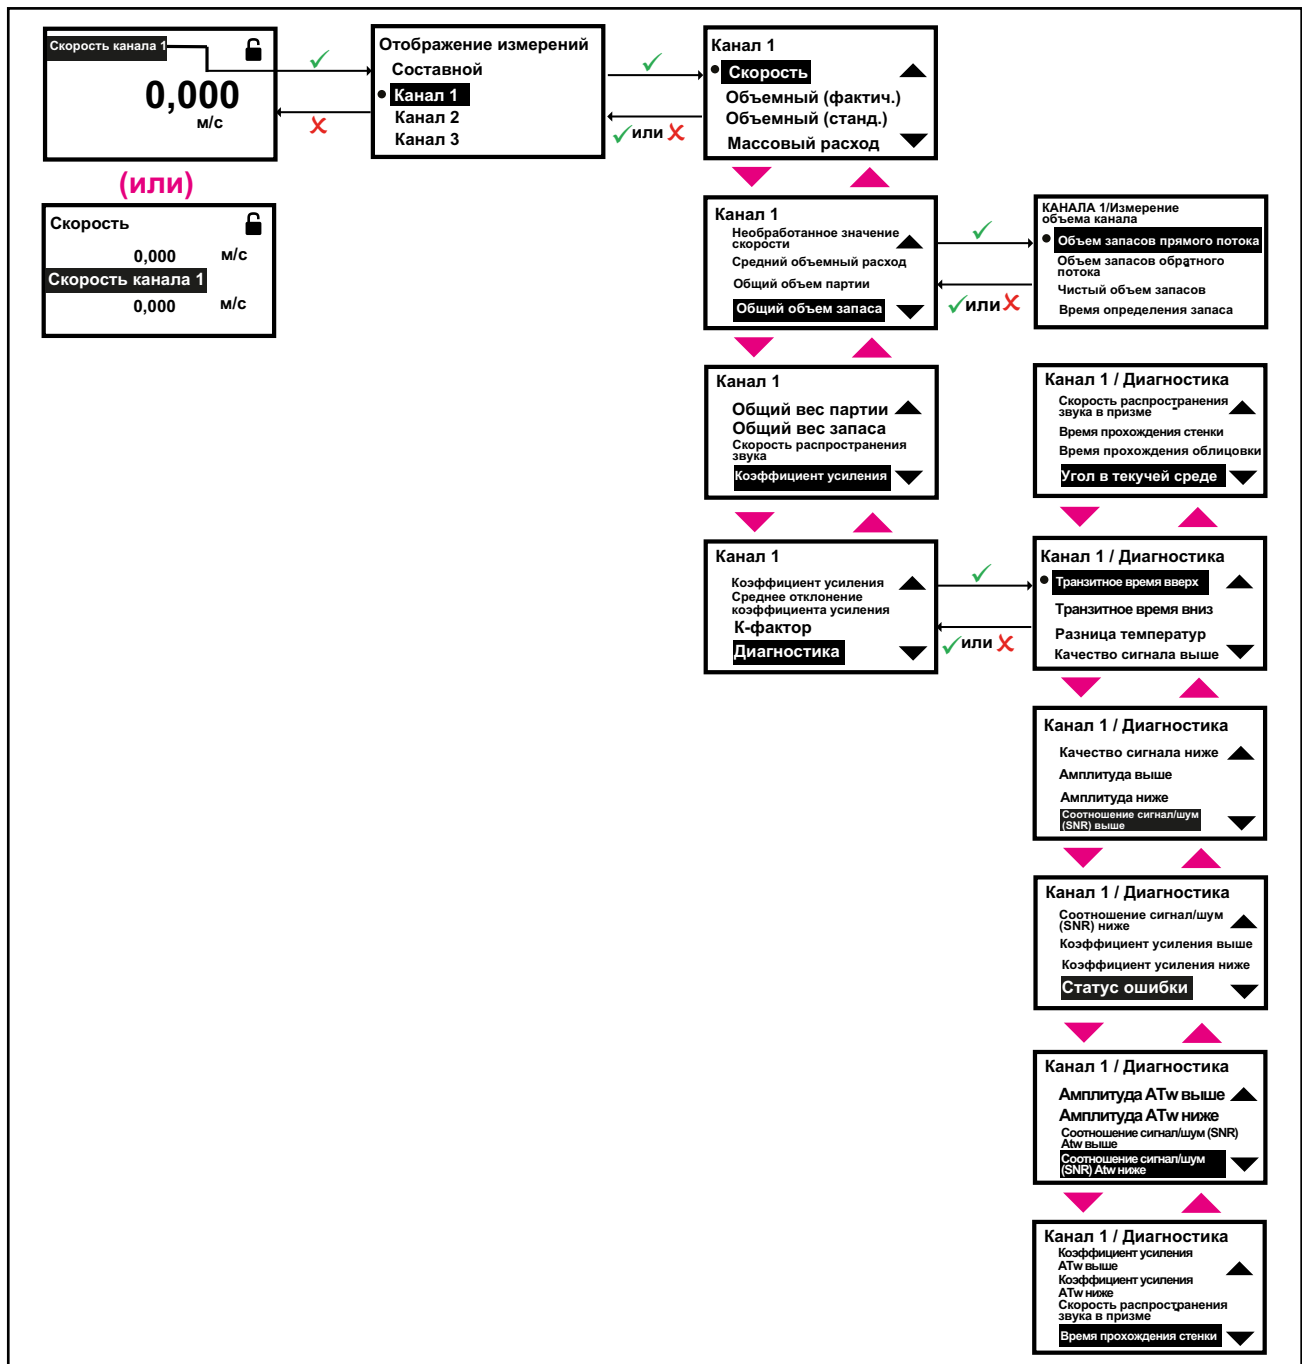 Скорость канала 1
0,000
м/с
(или)
Скорость
0,000 м/с
Скорость канала 1
0,000 м/с
Отображение измерений
Составной
Канал 1
Канал 2
Канал 3
или
Канал 1
Скорость
Объемный (фактич.)
Объемный (станд.)
Массовый расход
Канал 1
Необработанное значение
скорости
Средний объемный расход
Общий объем партии
Общий объем запаса
или
КАНАЛА 1/Измерение
объема канала
Объем запасов прямого потока
Объем запасов обратного
потока
Чистый объем запасов
Время определения запаса
Канал 1
Общий вес партии
Общий вес запаса
Скорость распространения
звука
Коэффициент усиления
Канал 1 / Диагностика
Скорость распространения
звука в призме
Время прохождения стенки
Время прохождения облицовки
Угол в текучей среде
Канал 1
Коэффициент усиления
Среднее отклонение
коэффициента усиления
К-фактор
Диагностика
или
Канал 1 / Диагностика
Транзитное время вверх
Транзитное время вниз
Разница температур
Качество сигнала выше
Канал 1 / Диагностика
Качество сигнала ниже
Амплитуда выше
Амплитуда ниже
Соотношение сигнал/шум
(SNR) выше
Канал 1 / Диагностика
Соотношение сигнал/шум
(SNR) ниже
Коэффициент усиления выше
Коэффициент усиления ниже
Статус ошибки
Канал 1 / Диагностика
Амплитуда ATw выше
Амплитуда ATw ниже
Соотношение сигнал/шум (SNR)
Atw выше
Соотношение сигнал/шум
(SNR) Atw ниже
Канал 1 / Диагностика
Коэффициент усиления
ATw выше
Коэффициент усиления
ATw ниже
Скорость распространения
звука в призме
Время прохождения стенки